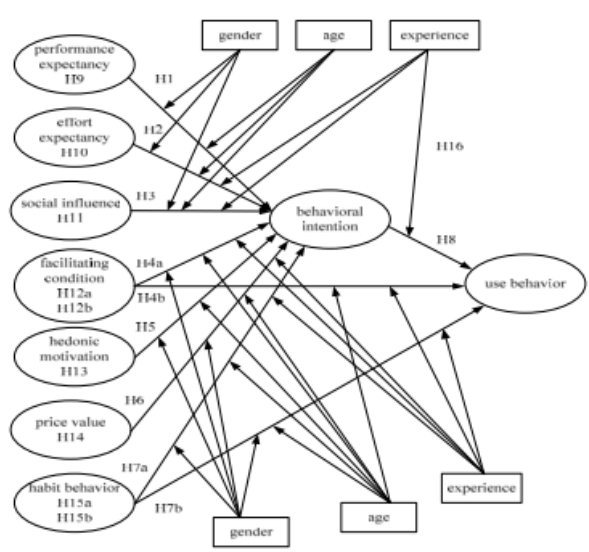 gender
age
experience
performance
expectancy
H9
H1
effort
expectancy
H10
H2
H16
social influence
H11
H3
behavioral
intention
H8
facilitating
condition
H12a
H12b
H4a
H4b
use behavior
hedonic
motivation
H13
H5
price value
H14
H6
habit behavior
H15a
H15b
H7a
H7b
experience
age
gender